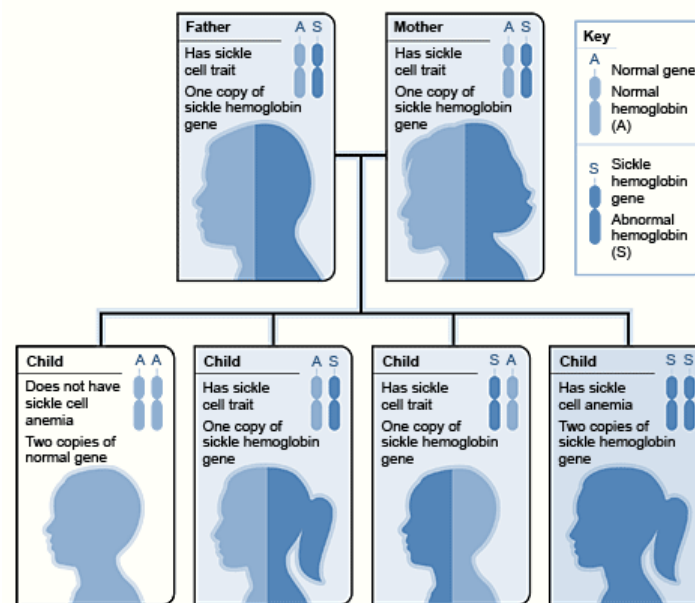 Father A S
Has sickle
cell trait
One copy of
sickle hemoglobin
gene
Mother A S
Has sickle
cell trait
One copy of
sickle hemoglobin
gene
Key
A
Normal gene
Normal
hemoglobin
(A)
S
Sickle
hemoglobin
gene
Abnormal
hemoglobin
(S)
Child A A
Does not have
sickle cell
anemia
Two copies of
normal gene
Child A S
Has sickle
cell trait
One copy of
sickle hemoglobin
gene
Child S A
Has sickle
cell trait
One copy of
sickle hemoglobin
gene
Child S S
Has sickle
cell anemia
Two copies of
sickle hemoglobin
gene